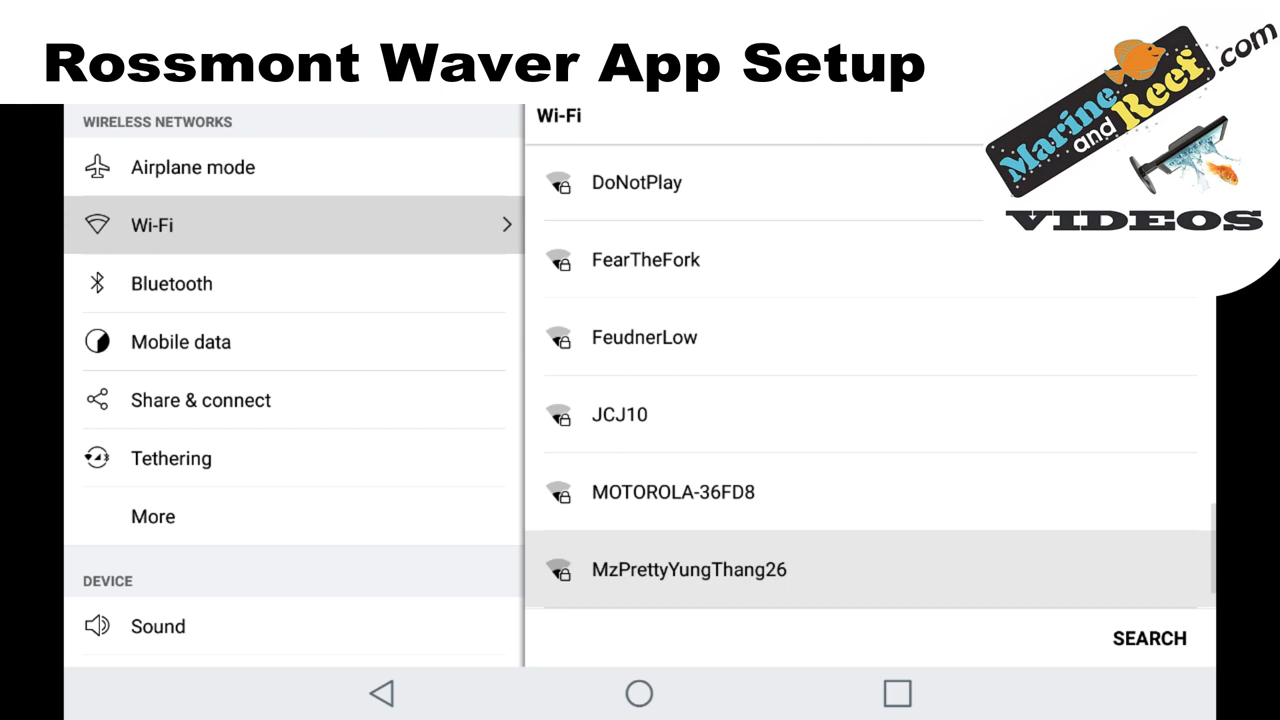 Rossmont Waver App Setup
Marine
and Reef
.com
VIDEOS
WIRELESS NETWORKS
Airplane mode
Wi-Fi
Bluetooth
Mobile data
Share & connect
Tethering
More
DEVICE
Sound
Wi-Fi
DoNotPlay
FearTheFork
FeudnerLow
JCJ10
MOTOROLA-36FD8
MzPrettyYungThang26
SEARCH